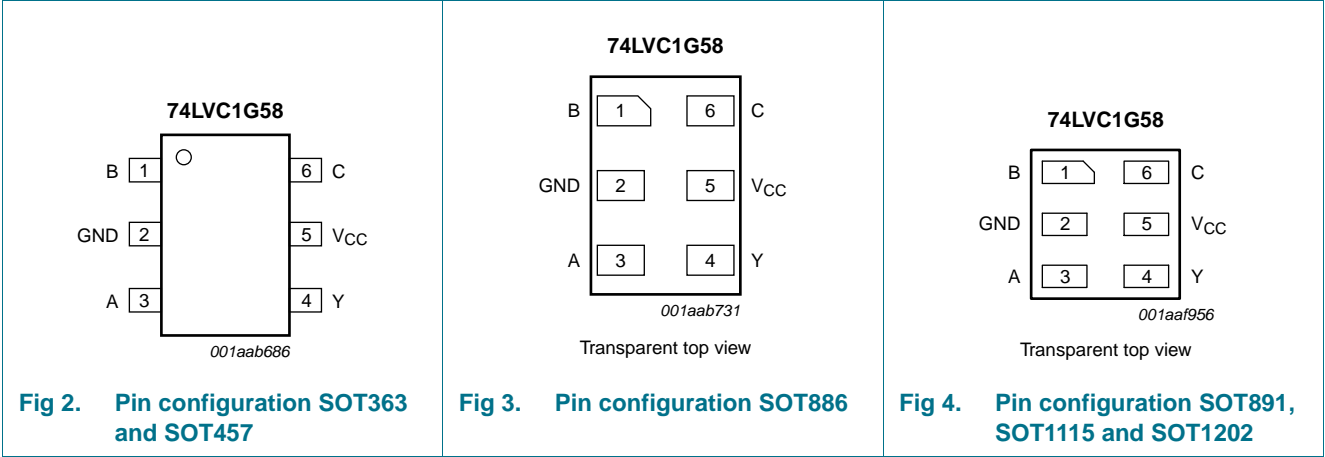 74LVC1G58
B 1 6 C
GND 2 5 VCC
A 3 4 Y
001aab686
Fig 2. Pin configuration SOT363
and SOT457
74LVC1G58
B 1 6 C
GND 2 5 VCC
A 3 4 Y
001aab731
Transparent top view
Fig 3. Pin configuration SOT886
74LVC1G58
B 1 6 C
GND 2 5 VCC
A 3 4 Y
001aaf956
Transparent top view
Fig 4. Pin configuration SOT891,
SOT1115 and SOT1202